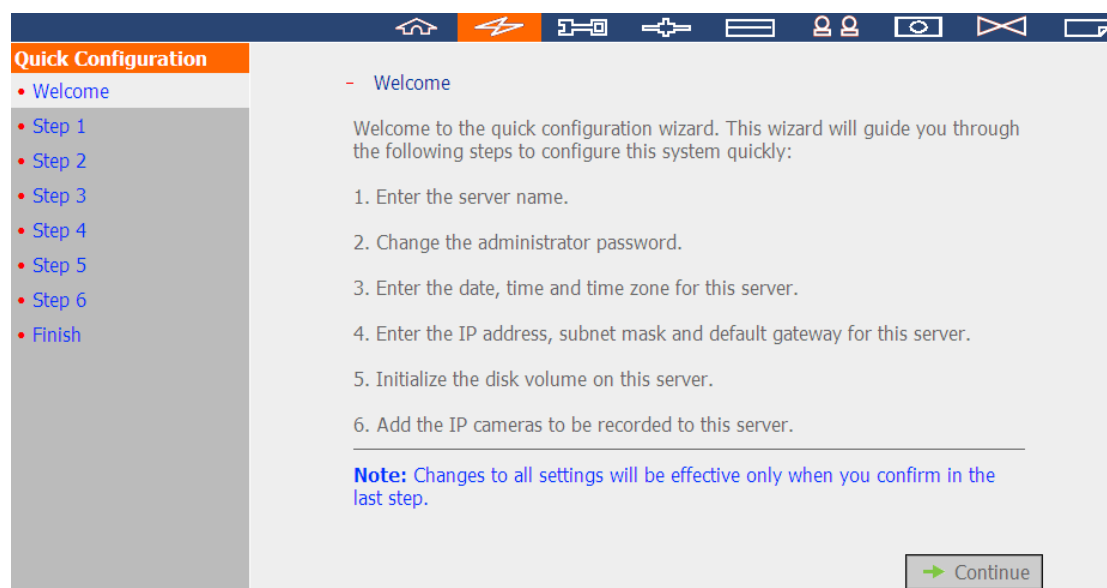 Quick Configuration
• Welcome
• Step 1
• Step 2
• Step 3
• Step 4
• Step 5
• Step 6
• Finish
- Welcome
Welcome to the quick configuration wizard. This wizard will guide you through
the following steps to configure this system quickly:
1. Enter the server name.
2. Change the administrator password.
3. Enter the date, time and time zone for this server.
4. Enter the IP address, subnet mask and default gateway for this server.
5. Initialize the disk volume on this server.
6. Add the IP cameras to be recorded to this server.
Note: Changes to all settings will be effective only when you confirm in the
last step.
Continue